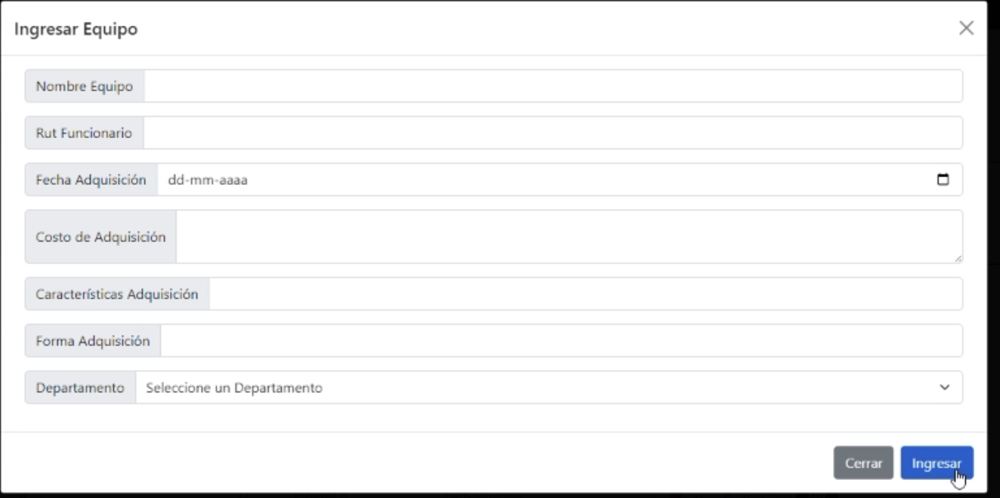 Ingresar Equipo
Nombre Equipo
Rut Funcionario
Fecha Adquisición dd-mm-aaaa
Costo de Adquisición
Característícas Adquisición
Forma Adquisición
Departamento Seleccione un Departamento
Cerrar Ingresar